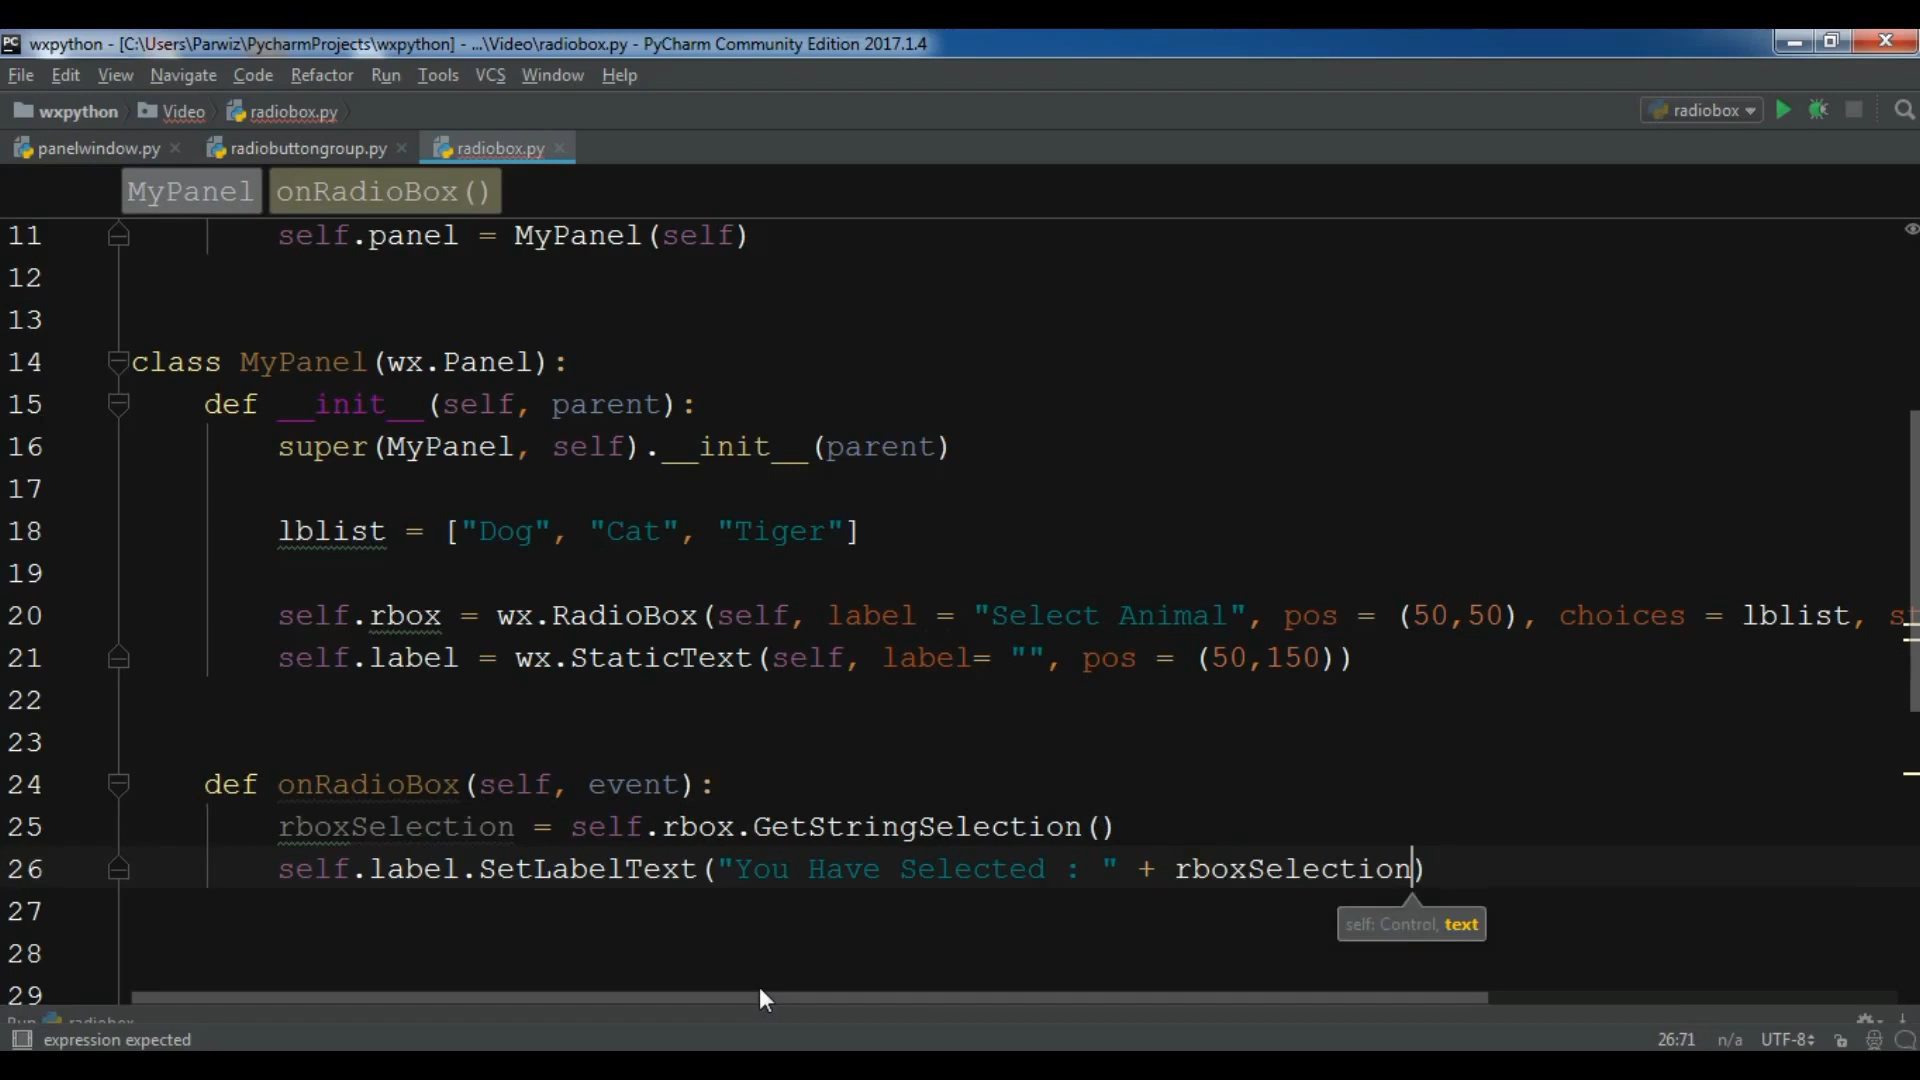 wxpython - [C:\Users\Parwiz\PycharmProjects\wxpython] - ...\Video\radiobox.py - PyCharm Community Edition 2017.1.4
File Edit View Navigate Code Refactor Run Tools VCS Window Help
wxpython Video radiobox.py radiobox
panelwindow.py radiobuttongroup.py radiobox.py
MyPanel onRadioBox()
11 self.panel = MyPanel(self)
12
13
14 class MyPanel(wx.Panel):
15 def __init__(self, parent):
16 super(MyPanel, self).__init__(parent)
17
18 lblist = ["Dog", "Cat", "Tiger"]
19
20 self.rbox = wx.RadioBox(self, label = "Select Animal", pos = (50,50), choices = lblist, st
21 self.label = wx.StaticText(self, label= "", pos = (50,150))
22
23
24 def onRadioBox(self, event):
25 rboxSelection = self.rbox.GetStringSelection()
26 self.label.SetLabelText("You Have Selected : " + rboxSelection)
self: Control, text
27
28
29
Run radiobox
expression expected 26:71 n/a UTF-8